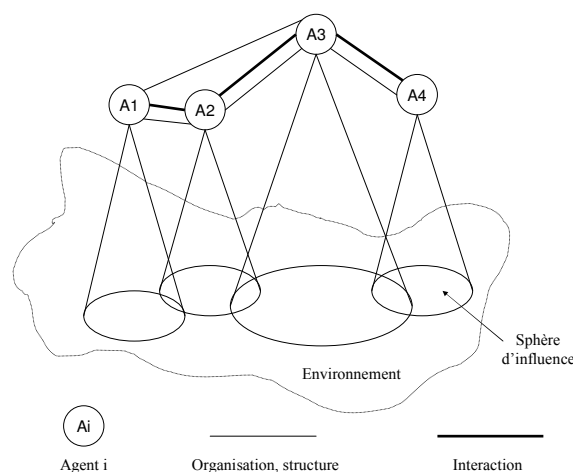 A3
A1
A2
A4
Sphère
d’influence
Environnement
Ai
Agent i
Organisation, structure
Interaction